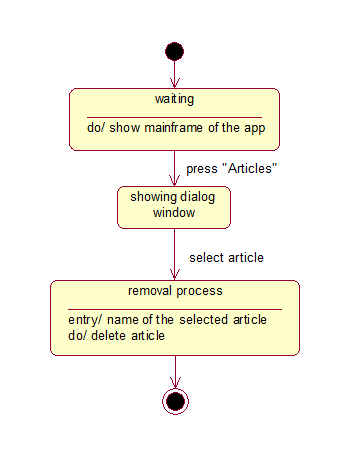 waiting
do/ show mainframe of the app
press "Articles"
showing dialog
window
select article
removal process
entry/ name of the selected article
do/ delete article